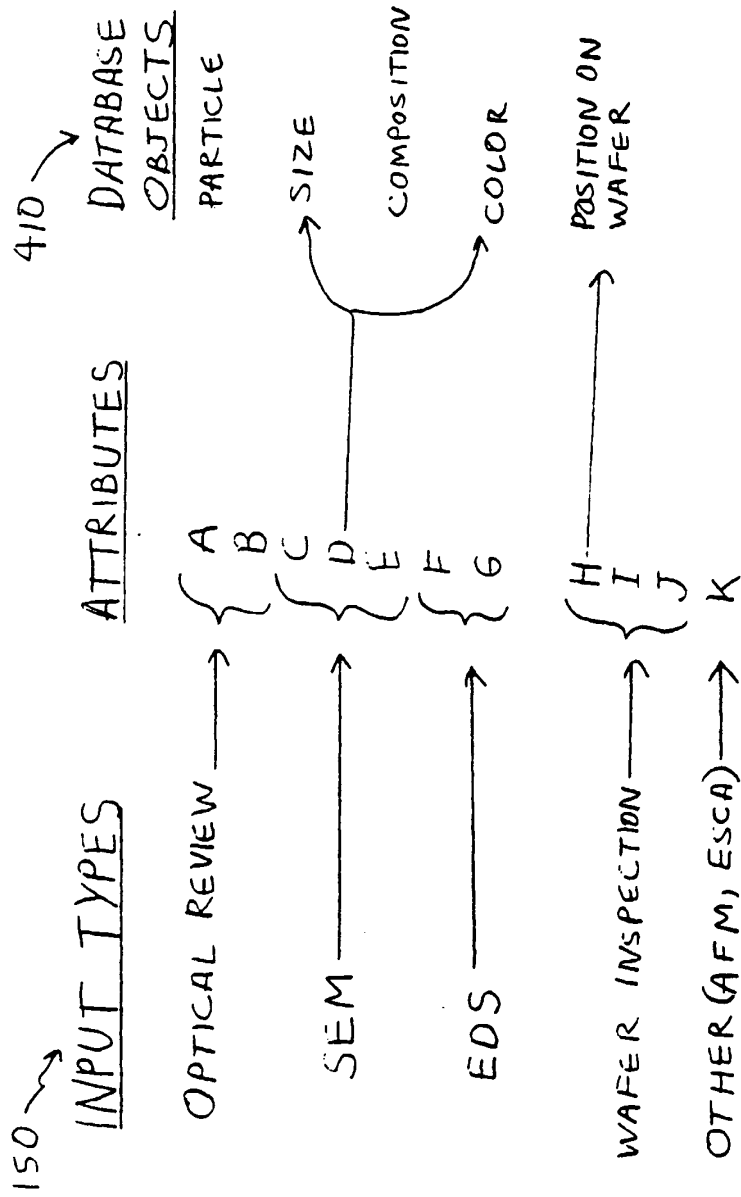 150
INPUT TYPES
OPTICAL REVIEW
SEM
EDS
WAFER INSPECTION
OTHER (AFM, ESCA)
ATTRIBUTES
A
B
C
D
E
F
G
H
I
J
K
410
DATABASE
OBJECTS
PARTICLE
SIZE
COMPOSITION
COLOR
POSITION ON
WAFER